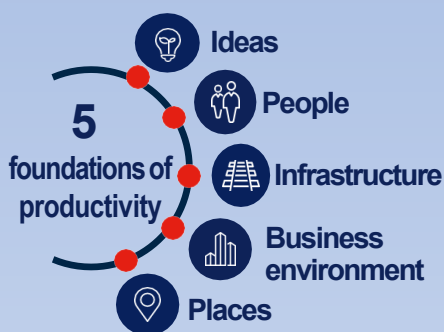 5
foundations of
productivity
Ideas
People
Infrastructure
Business
environment
Places